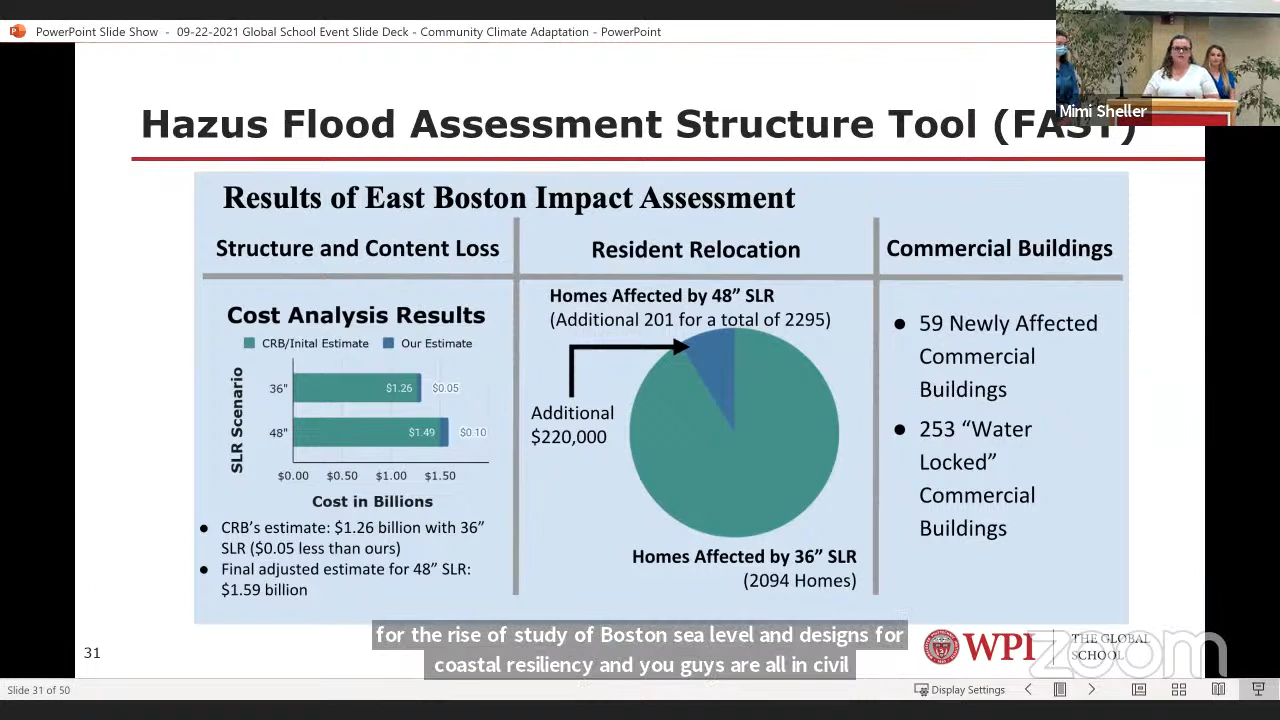 PowerPoint Slide Show - 09-22-2021 Global School Event Slide Deck - Community Climate Adaptation - PowerPoint
Mimi Sheller
Hazus Flood Assessment Structure Tool (FAST)
Results of East Boston Impact Assessment
Structure and Content Loss
Cost Analysis Results
CRB/Inital Estimate
Our Estimate
SLR Scenario
36"
$1.26
$0.05
48"
$1.49
$0.10
$0.00 $0.50 $1.00 $1.50
Cost in Billions
● CRB's estimate: $1.26 billion with 36”
SLR ($0.05 less than ours)
● Final adjusted estimate for 48” SLR:
$1.59 billion
Resident Relocation
Homes Affected by 48” SLR
(Additional 201 for a total of 2295)
Additional
$220,000
Homes Affected by 36” SLR
(2094 Homes)
Commercial Buildings
● 59 Newly Affected
Commercial
Buildings
● 253 “Water
Locked”
Commercial
Buildings
for the rise of study of Boston sea level and designs for
coastal resiliency and you guys are all in civil
31
WPI
THE GLOBAL
SCHOOL
zoom
Slide 31 of 50
Display Settings